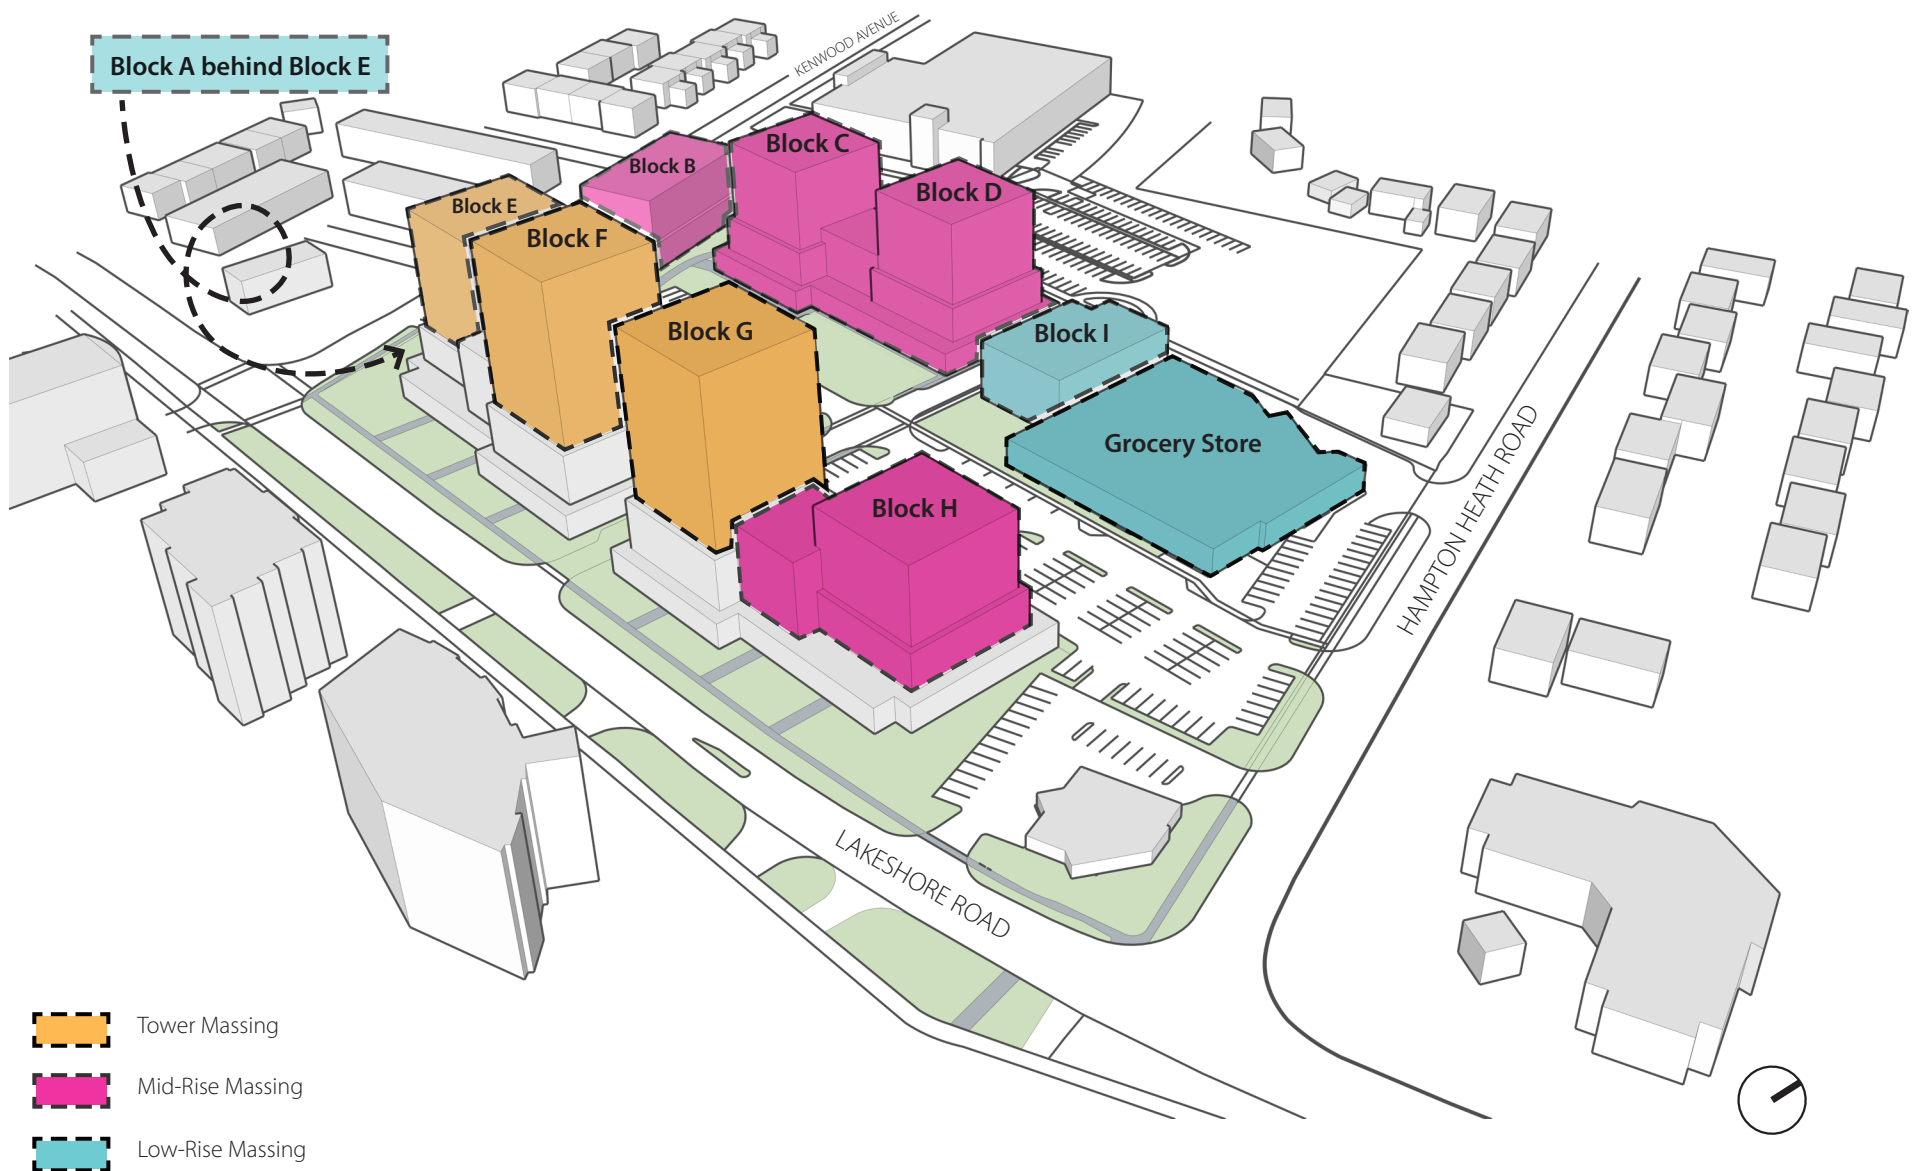 KENWOOD AVENUE
Block A behind Block E
Block C
Block B
Block D
Block E
Block F
Block G
Block I
Grocery Store
Block H
HAMPTON HEATH ROAD
LAKESHORE ROAD
Tower Massing
Mid-Rise Massing
Low-Rise Massing